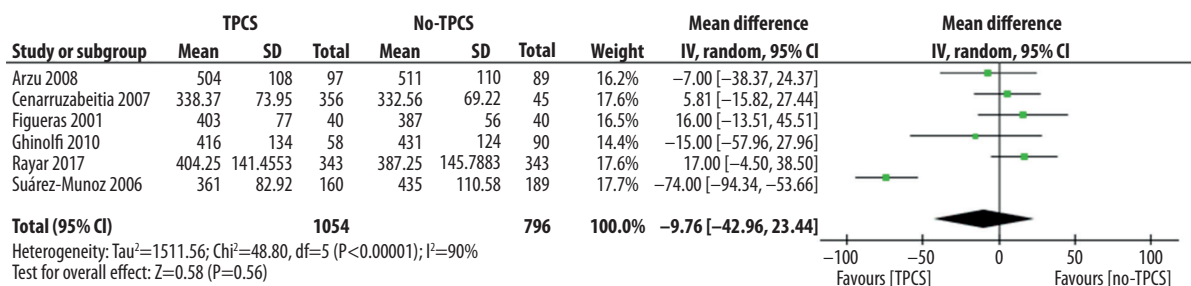 TPCS No-TPCS Mean difference Mean difference
Study or subgroup Mean SD Total Mean SD Total Weight IV, random, 95% CI IV, random, 95% CI
Arzu 2008 504 108 97 511 110 89 16.2% −7.00 [−38.37, 24.37]
Cenarruzabeitia 2007 338.37 73.95 356 332.56 69.22 45 17.6% 5.81 [−15.82, 27.44]
Figueras 2001 403 77 40 387 56 40 16.5% 16.00 [−13.51, 45.51]
Ghinolfi 2010 416 134 58 431 124 90 14.4% −15.00 [−57.96, 27.96]
Rayar 2017 404.25 141.4553 343 387.25 145.7883 343 17.6% 17.00 [−4.50, 38.50]
Suárez-Munoz 2006 361 82.92 160 435 110.58 189 17.7% −74.00 [−94.34, −53.66]
Total (95% CI) 1054 796 100.0% −9.76 [−42.96, 23.44]
Heterogeneity: Tau²=1511.56; Chi²=48.80, df=5 (P<0.00001); I²=90%
Test for overall effect: Z=0.58 (P=0.56)
−100 −50 0 50 100
Favours [TPCS] Favours [no-TPCS]